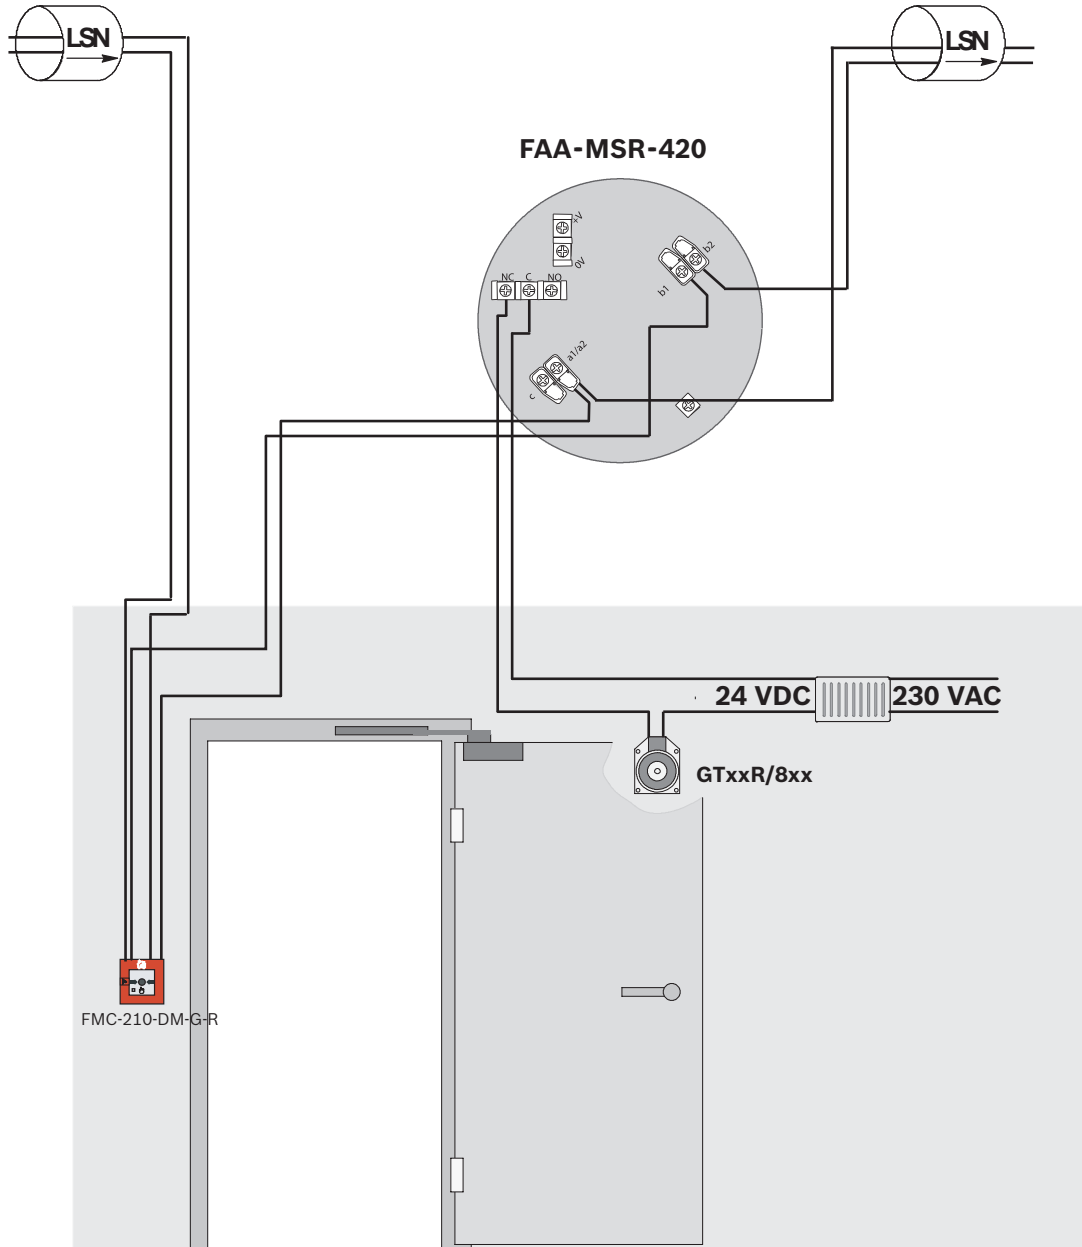 LSN
LSN
FAA-MSR-420
+V
0V
b2
b1
NC C NO
a1/a2
c
24 VDC
230 VAC
GTxxR/8xx
FMC-210-DM-G-R